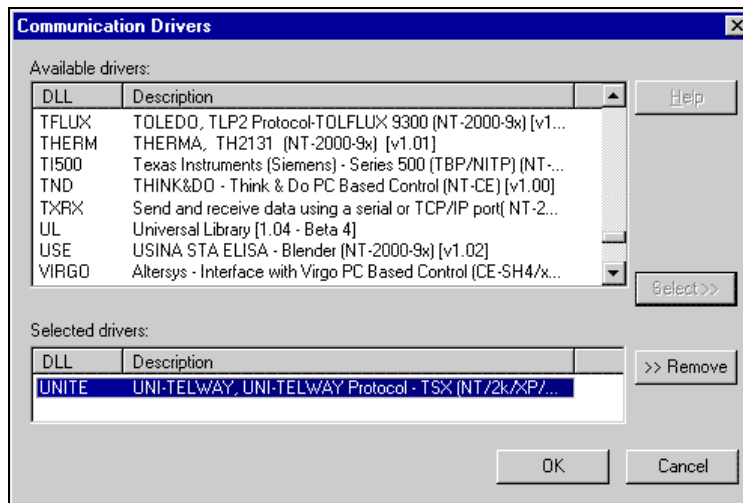 Communication Drivers
Available drivers:
DLL Description
TFLUX TOLEDO, TLP2 Protocol-TOLFLUX 9300 (NT-2000-9x) [v1...
THERM THERMA,  TH2131  (NT-2000-9x)  [v1.01]
TI500 Texas Instruments (Siemens) - Series 500 (TBP/NITP) (NT-...
TND THINK&DO - Think & Do PC Based Control (NT-CE) [v1.00]
TXRX Send and receive data using a serial or TCP/IP port( NT-2...
UL Universal Library [1.04 - Beta 4]
USE USINA STA ELISA - Blender (NT-2000-9x) [v1.02]
VIRGO Altersys - Interface with Virgo PC Based Control (CE-SH4/x...
Help
Select >>
Selected drivers:
DLL Description
UNITE UNI-TELWAY, UNI-TELWAY Protocol - TSX (NT/2k/XP/...
>> Remove
OK Cancel